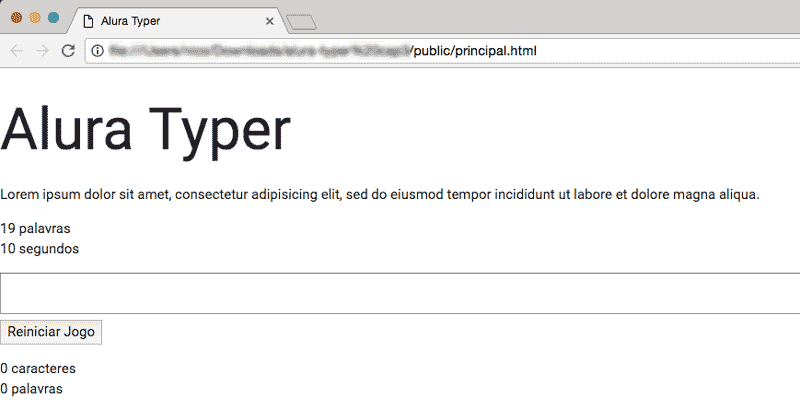 Alura Typer
/public/principal.html
Alura Typer
Lorem ipsum dolor sit amet, consectetur adipisicing elit, sed do eiusmod tempor incididunt ut labore et dolore magna aliqua.
19 palavras
10 segundos
Reiniciar Jogo
0 caracteres
0 palavras